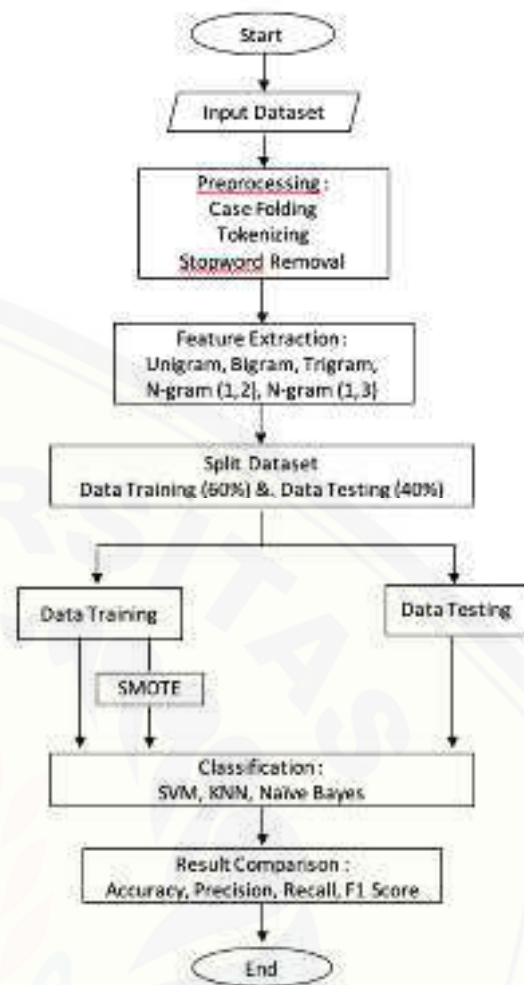 Start
Input Dataset
Preprocessing :
Case Folding
Tokenizing
Stopword Removal
Feature Extraction :
Unigram, Bigram, Trigram,
N-gram (1,2), N-gram (1,3)
Split Dataset
Data Training (60%) &. Data Testing (40%)
Data Training
Data Testing
SMOTE
Classification :
SVM, KNN, Naïve Bayes
Result Comparison :
Accuracy, Precision, Recall, F1 Score
End
RSITAS